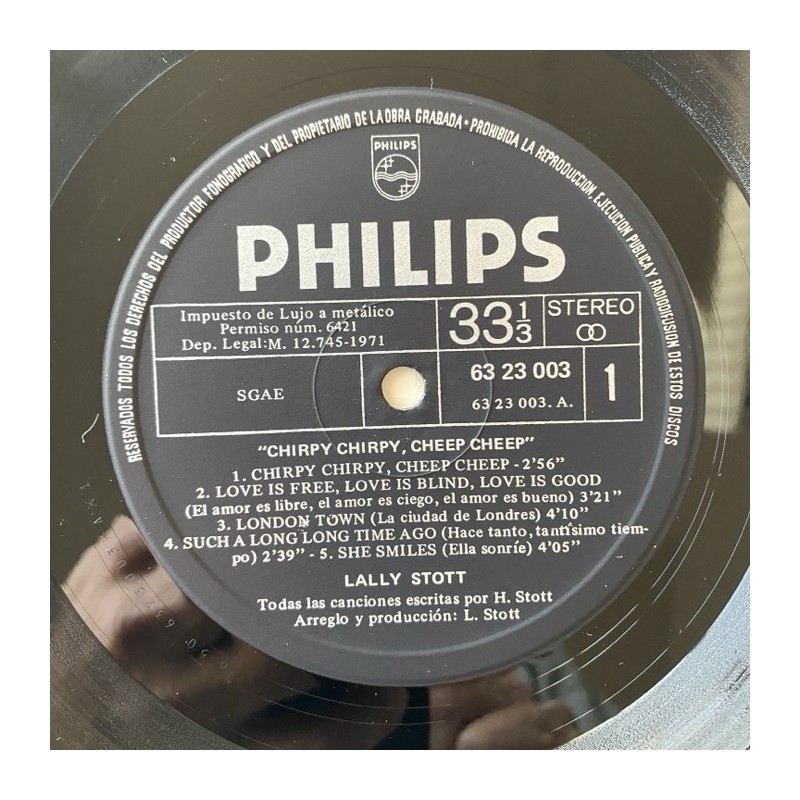 RESERVADOS TODOS LOS DERECHOS DEL PRODUCTOR FONOGRAFICO Y DEL PROPIETARIO DE LA OBRA GRABADA • PROHIBIDA LA REPRODUCCION, EJECUCION PUBLICA Y RADIODIFUSION DE ESTOS DISCOS
PHILIPS
PHILIPS
Impuesto de Lujo a metálico
Permiso núm. 6421
Dep. Legal:M. 12.745-1971
33 1/3
STEREO
SGAE
63 23 003
63 23 003. A.
1
"CHIRPY CHIRPY, CHEEP CHEEP"
1. CHIRPY CHIRPY, CHEEP CHEEP - 2'56"
2. LOVE IS FREE, LOVE IS BLIND, LOVE IS GOOD
(El amor es libre, el amor es ciego, el amor es bueno) 3'21"
3. LONDON TOWN (La ciudad de Londres) 4'10"
4. SUCH A LONG LONG TIME AGO (Hace tanto, tantísimo tiem-
po) 2'39" - 5. SHE SMILES (Ella sonríe) 4'05"
LALLY STOTT
Todas las canciones escritas por H. Stott
Arreglo y producción: L. Stott